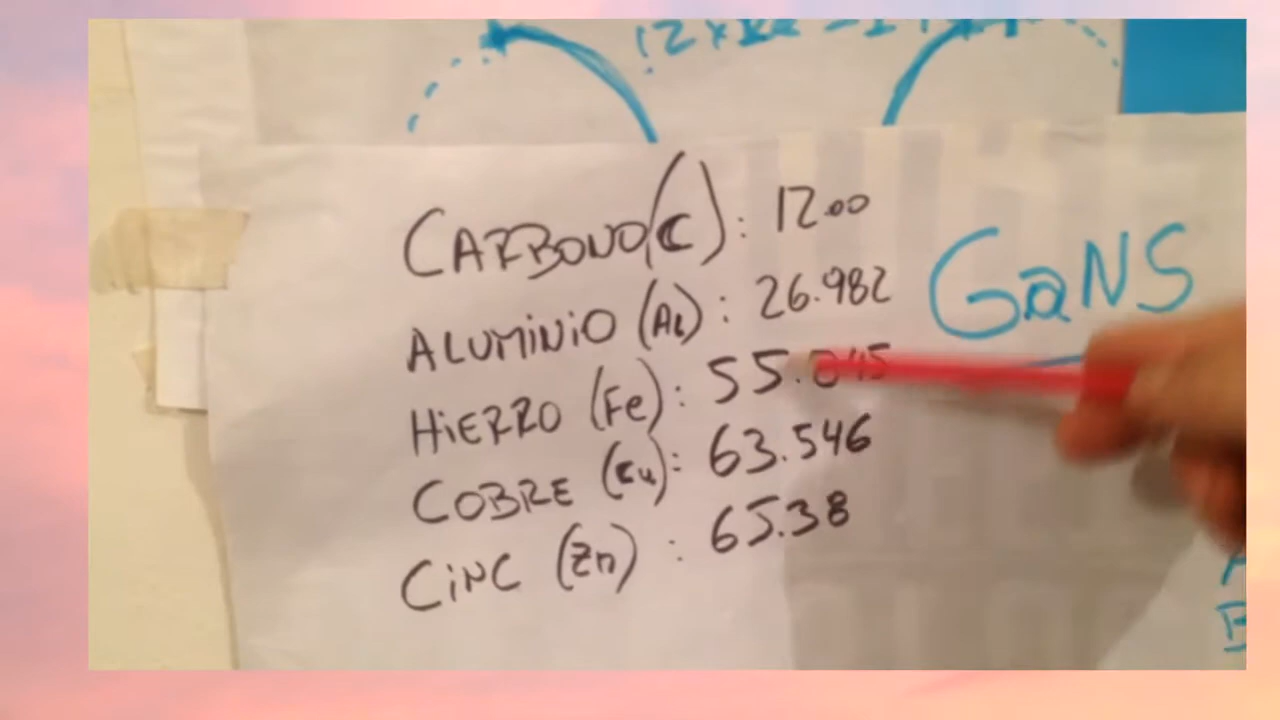 CARBONO (C) : 12.00
ALUMINIO (AL) : 26.982
GaNS
HIERRO (Fe) : 55.845
COBRE (Cu) : 63.546
CINC (Zn) : 65.38